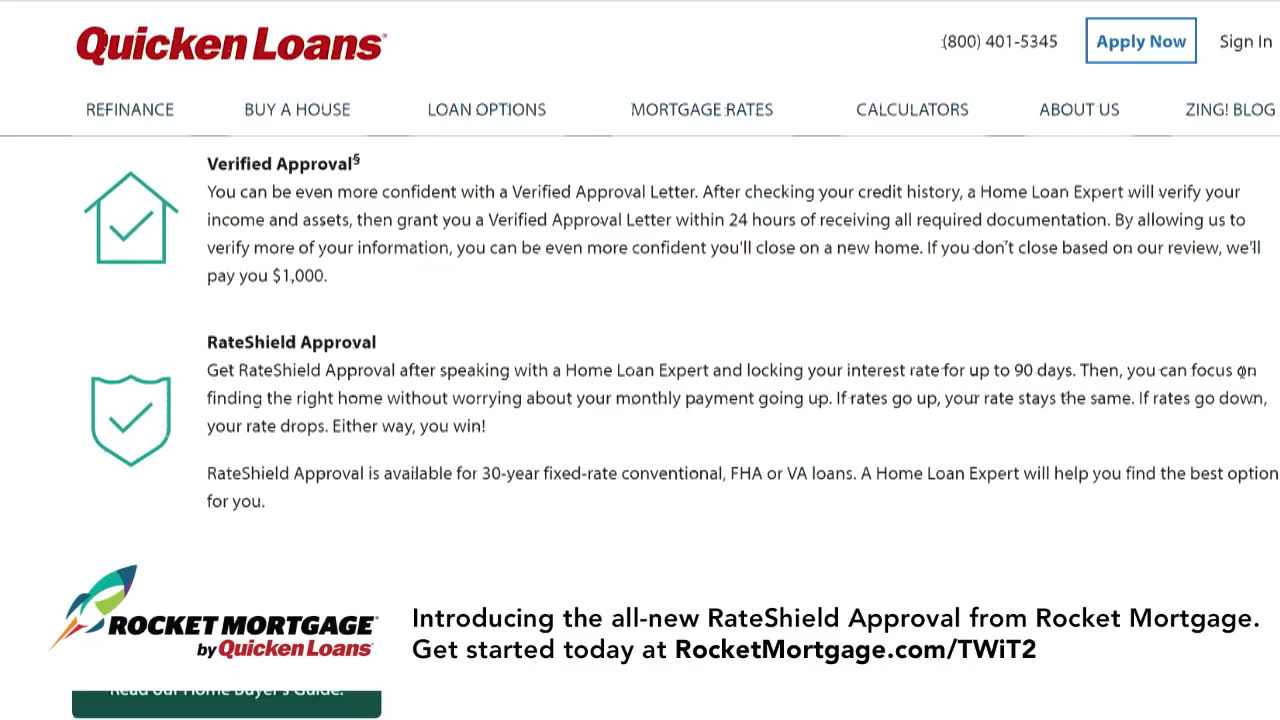 Quicken Loans
(800) 401-5345 Apply Now Sign In
REFINANCE BUY A HOUSE LOAN OPTIONS MORTGAGE RATES CALCULATORS ABOUT US ZING! BLOG
Verified Approval§
You can be even more confident with a Verified Approval Letter. After checking your credit history, a Home Loan Expert will verify your
income and assets, then grant you a Verified Approval Letter within 24 hours of receiving all required documentation. By allowing us to
verify more of your information, you can be even more confident you'll close on a new home. If you don't close based on our review, we'll
pay you $1,000.
RateShield Approval
Get RateShield Approval after speaking with a Home Loan Expert and locking your interest rate for up to 90 days. Then, you can focus on
finding the right home without worrying about your monthly payment going up. If rates go up, your rate stays the same. If rates go down,
your rate drops. Either way, you win!
RateShield Approval is available for 30-year fixed-rate conventional, FHA or VA loans. A Home Loan Expert will help you find the best option
for you.
ROCKET MORTGAGE
by Quicken Loans
Introducing the all-new RateShield Approval from Rocket Mortgage.
Get started today at RocketMortgage.com/TWiT2
Read our Home Buyer's Guide.